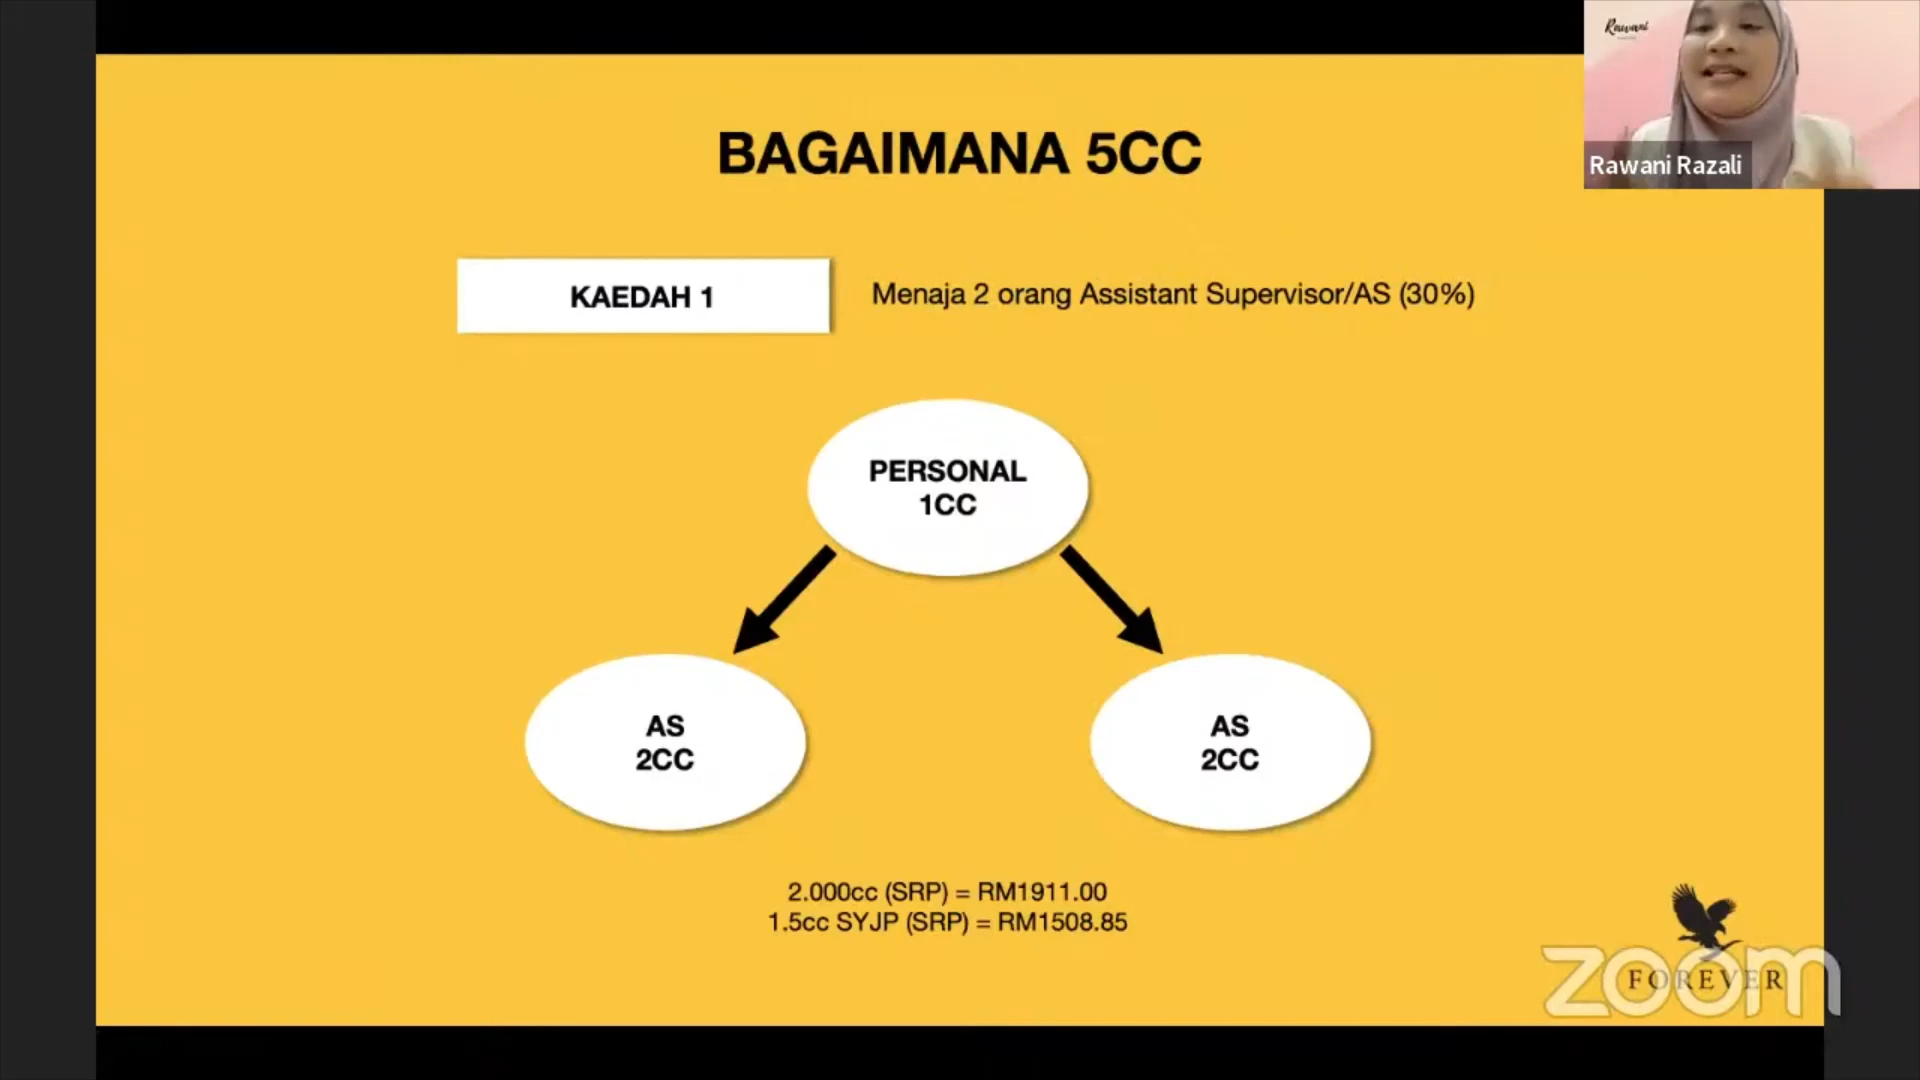 Rawani
Rawani Razali
BAGAIMANA 5CC
KAEDAH 1
Menaja 2 orang Assistant Supervisor/AS (30%)
PERSONAL
1CC
AS
2CC
AS
2CC
2.000cc (SRP) = RM1911.00
1.5cc SYJP (SRP) = RM1508.85
FOREVER
zoom